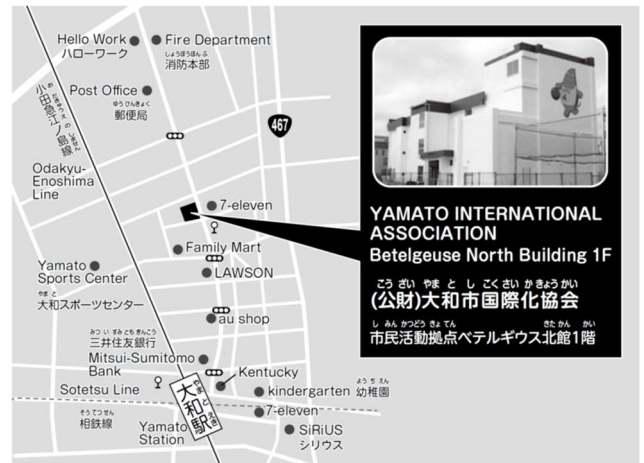 Hello Work
ハローワーク
Fire Department
しょうぼうほんぶ
消防本部
Post Office
ゆうびんきょく
郵便局
お だ きゅう え の しません
小田急江ノ島線
467
Odakyu-
Enoshima
Line
7-eleven
Family Mart
LAWSON
Yamato
Sports Center
やま と
大和スポーツセンター
au shop
みつ い すみ とも ぎんこう
三井住友銀行
Mitsui-Sumitomo
Bank
Kentucky
Sotetsu Line
kindergarten
よう ち えん
幼稚園
そう てつ せん
相鉄線
やま と えき
大和駅
Yamato
Station
7-eleven
SiRiUS
シリウス
YAMATO INTERNATIONAL
ASSOCIATION
Betelgeuse North Building 1F
こう ざい やま と し こくさい か きょうかい
(公財)大和市国際化協会
し みん かつどう きょ てん きた かん かい
市民活動拠点ベテルギウス北館1階